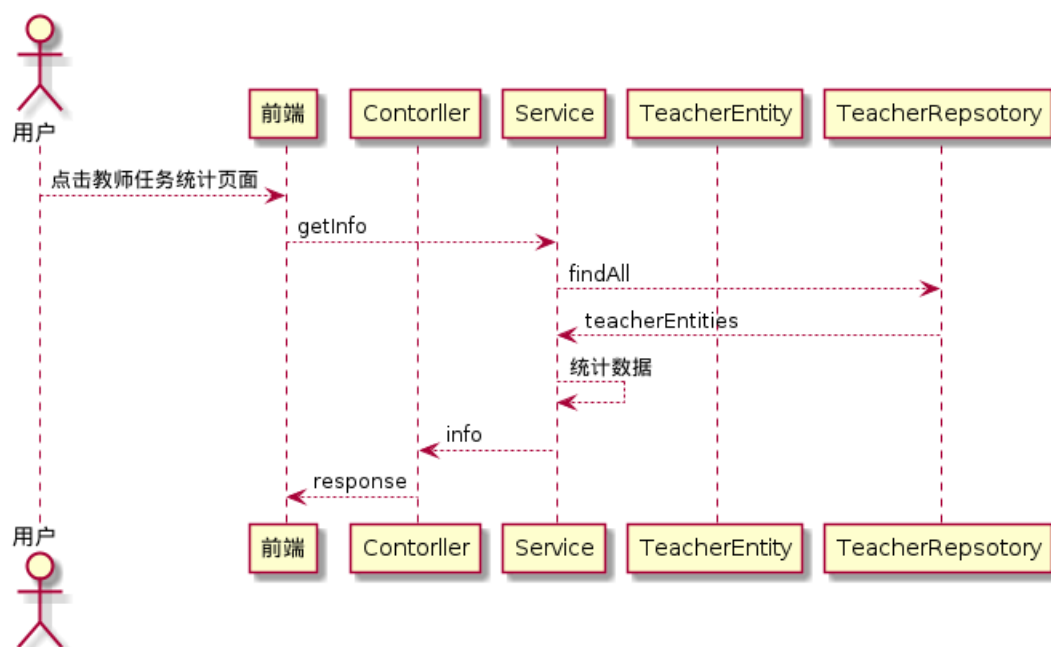 用户
前端
Contorller
Service
TeacherEntity
TeacherRepsotory
点击教师任务统计页面
getInfo
findAll
teacherEntities
统计数据
info
response
用户
前端
Contorller
Service
TeacherEntity
TeacherRepsotory